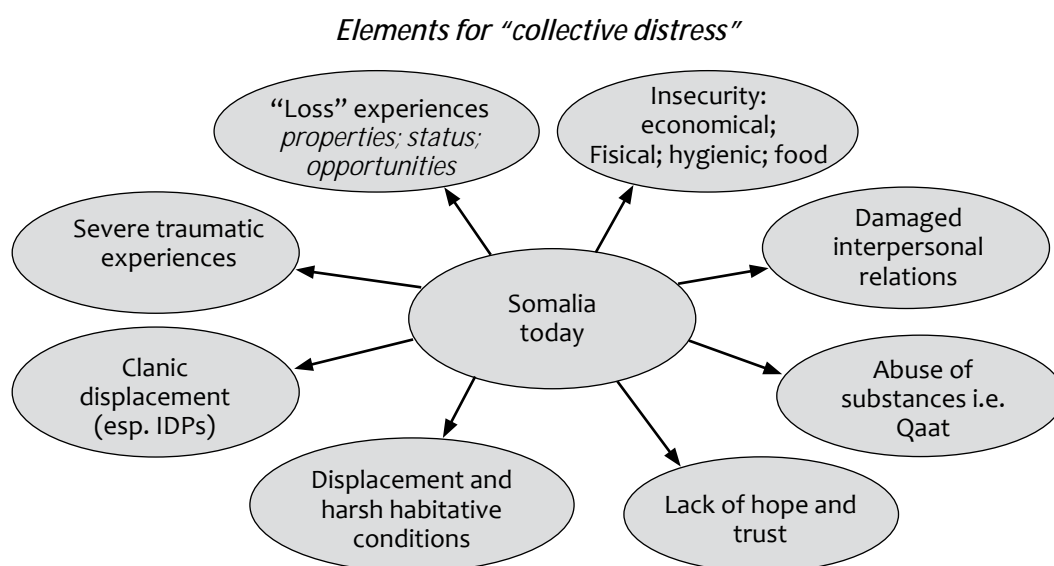 Elements for “collective distress”
“Loss” experiences
properties; status;
opportunities
Insecurity:
economical;
Fisical; hygienic; food
Severe traumatic
experiences
Damaged
interpersonal
relations
Somalia
today
Clanic
displacement
(esp. IDPs)
Abuse of
substances i.e.
Qaat
Displacement and
harsh habitative
conditions
Lack of hope and
trust